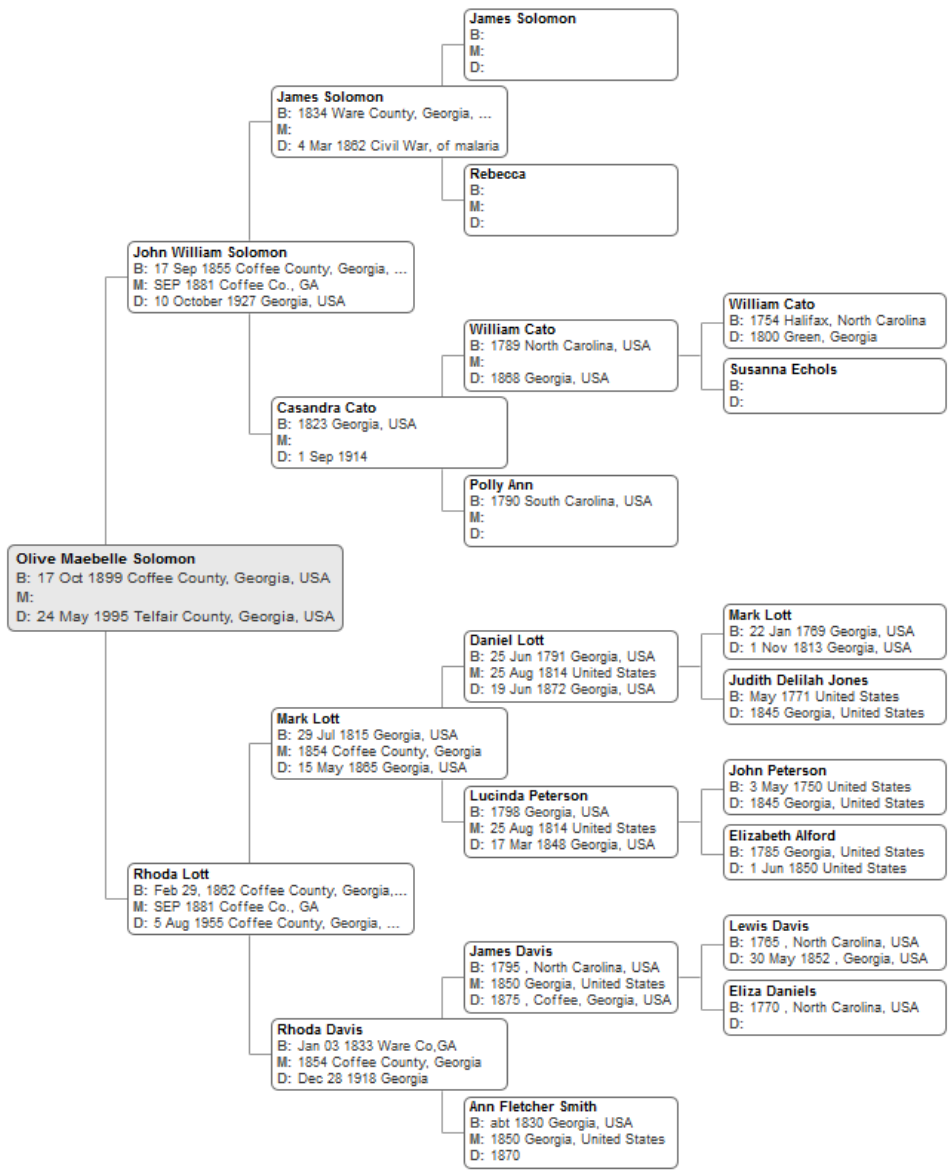 James Solomon
B:
M:
D:
James Solomon
B: 1834 Ware County, Georgia, ...
M:
D: 4 Mar 1862 Civil War, of malaria
Rebecca
B:
M:
D:
John William Solomon
B: 17 Sep 1855 Coffee County, Georgia, ...
M: SEP 1881 Coffee Co., GA
D: 10 October 1927 Georgia, USA
William Cato
B: 1789 North Carolina, USA
M:
D: 1868 Georgia, USA
William Cato
B: 1754 Halifax, North Carolina
D: 1800 Green, Georgia
Susanna Echols
B:
D:
Casandra Cato
B: 1823 Georgia, USA
M:
D: 1 Sep 1914
Polly Ann
B: 1790 South Carolina, USA
M:
D:
Olive Maebelle Solomon
B: 17 Oct 1899 Coffee County, Georgia, USA
M:
D: 24 May 1995 Telfair County, Georgia, USA
Daniel Lott
B: 25 Jun 1791 Georgia, USA
M: 25 Aug 1814 United States
D: 19 Jun 1872 Georgia, USA
Mark Lott
B: 22 Jan 1769 Georgia, USA
D: 1 Nov 1813 Georgia, USA
Judith Delilah Jones
B: May 1771 United States
D: 1845 Georgia, United States
Mark Lott
B: 29 Jul 1815 Georgia, USA
M: 1854 Coffee County, Georgia
D: 15 May 1865 Georgia, USA
Lucinda Peterson
B: 1798 Georgia, USA
M: 25 Aug 1814 United States
D: 17 Mar 1848 Georgia, USA
John Peterson
B: 3 May 1750 United States
D: 1845 Georgia, United States
Elizabeth Alford
B: 1785 Georgia, United States
D: 1 Jun 1850 United States
Rhoda Lott
B: Feb 29, 1862 Coffee County, Georgia,...
M: SEP 1881 Coffee Co., GA
D: 5 Aug 1955 Coffee County, Georgia, ...
James Davis
B: 1795 , North Carolina, USA
M: 1850 Georgia, United States
D: 1875 , Coffee, Georgia, USA
Lewis Davis
B: 1765 , North Carolina, USA
D: 30 May 1852 , Georgia, USA
Eliza Daniels
B: 1770 , North Carolina, USA
D:
Rhoda Davis
B: Jan 03 1833 Ware Co,GA
M: 1854 Coffee County, Georgia
D: Dec 28 1918 Georgia
Ann Fletcher Smith
B: abt 1830 Georgia, USA
M: 1850 Georgia, United States
D: 1870